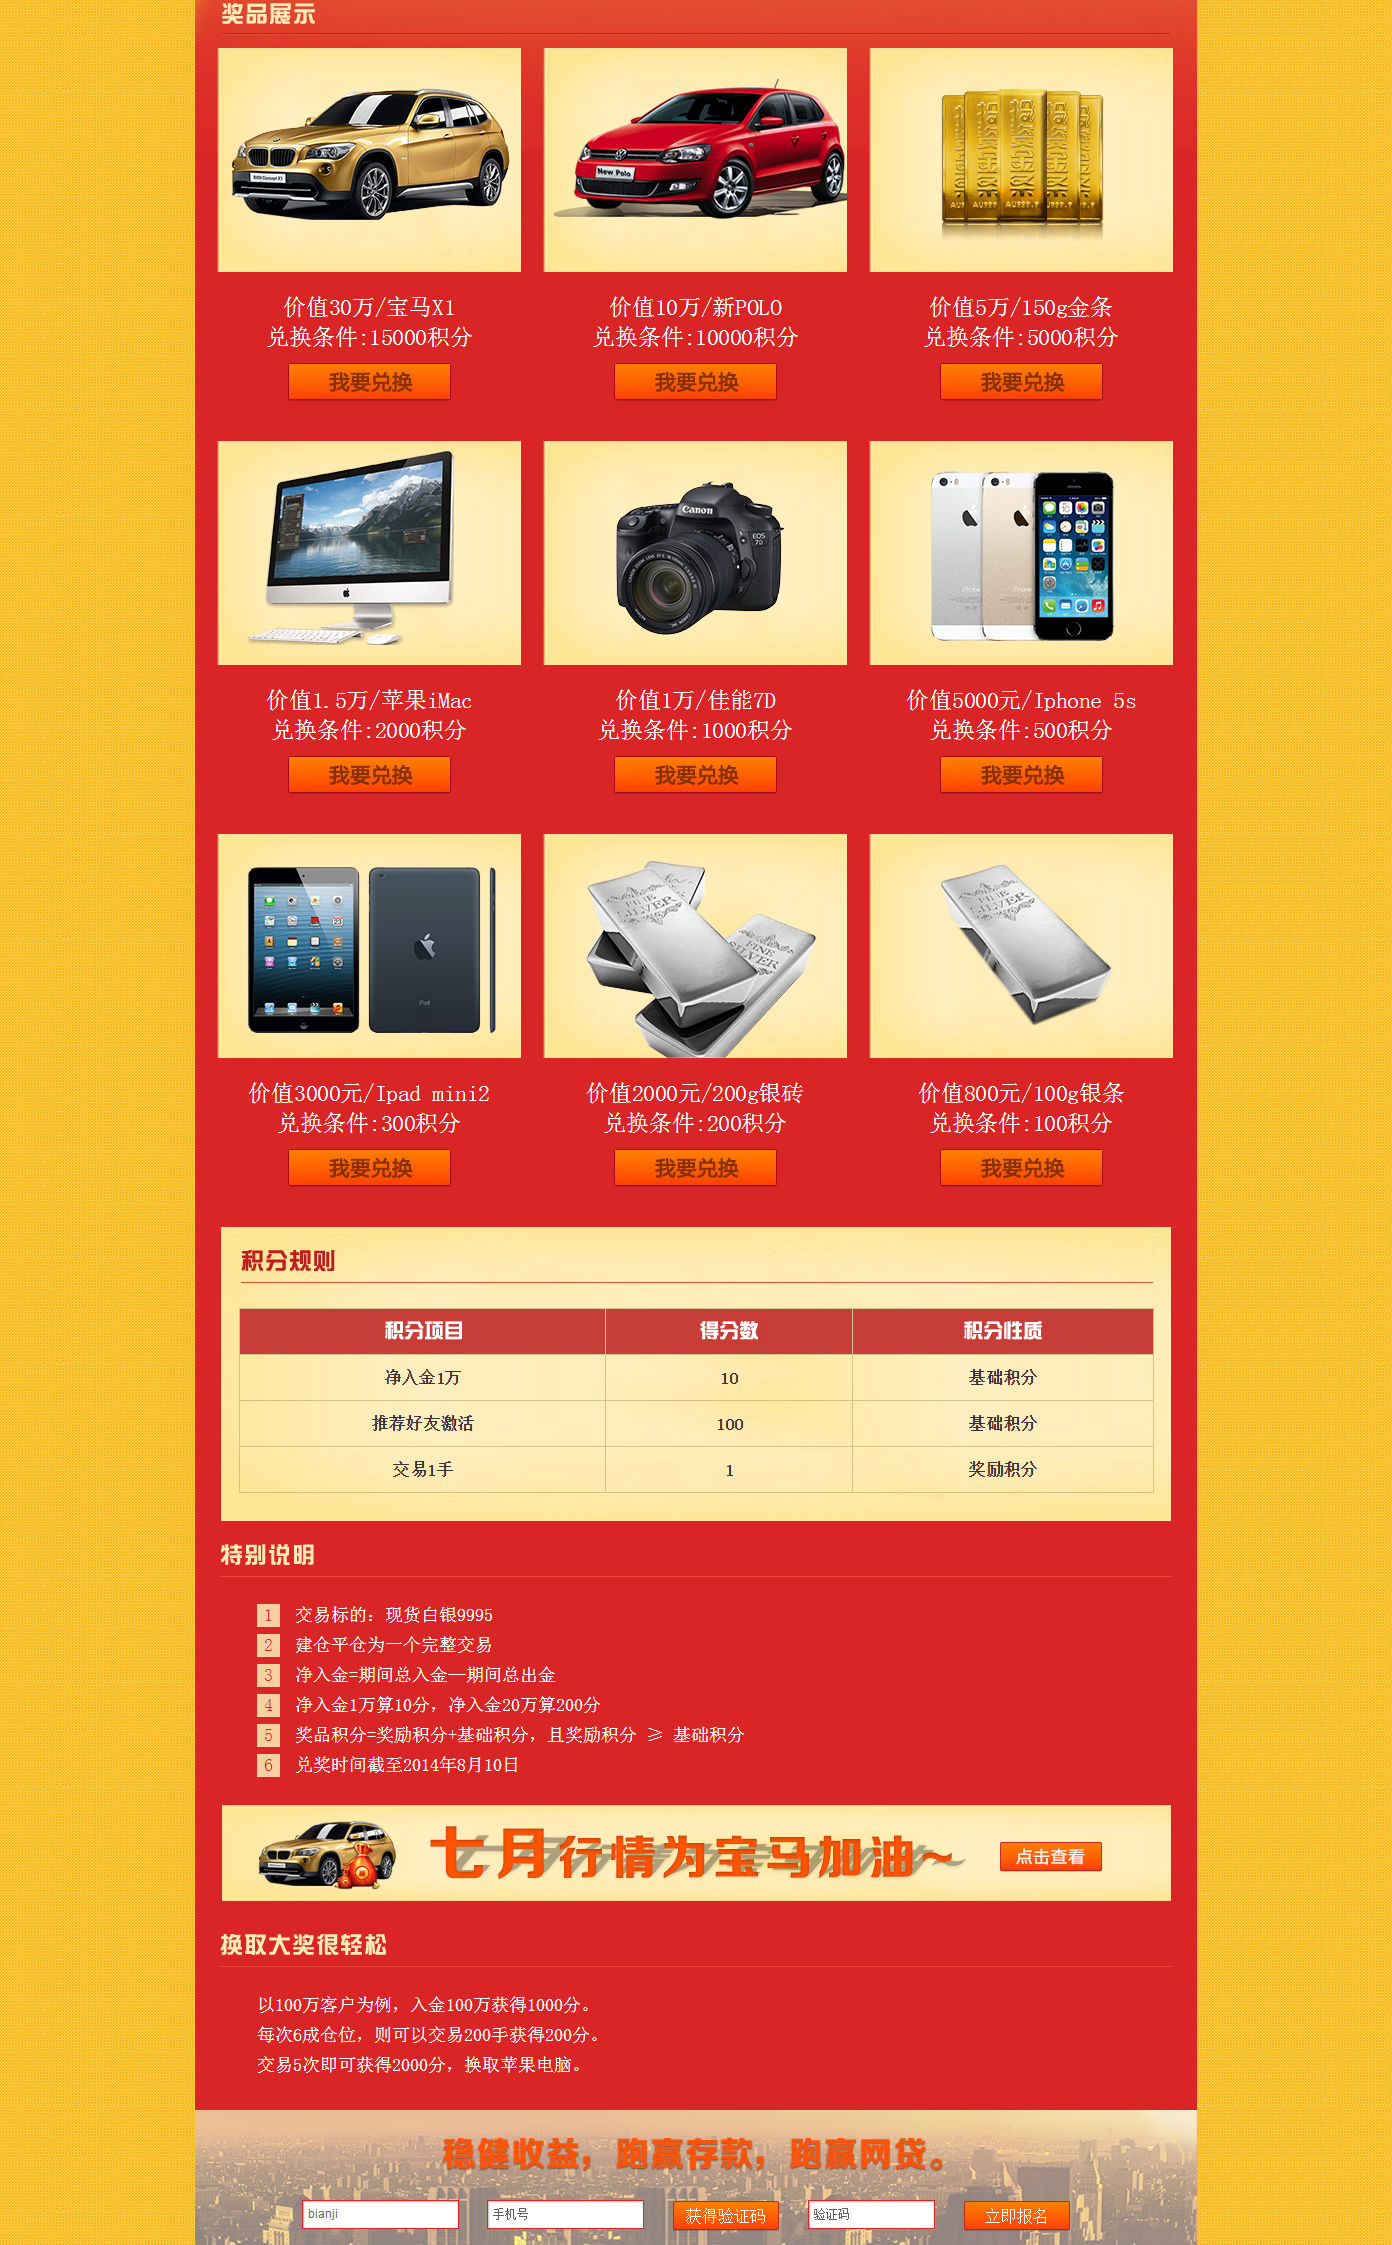 奖品展示
BMW Concept X1
New Polo
AU999.9
价值30万/宝马X1
价值10万/新POLO
价值5万/150g金条
兑换条件:15000积分
兑换条件:10000积分
兑换条件:5000积分
我要兑换
我要兑换
我要兑换
Canon
EOS
7D
价值1.5万/苹果iMac
价值1万/佳能7D
价值5000元/Iphone 5s
兑换条件:2000积分
兑换条件:1000积分
兑换条件:500积分
我要兑换
我要兑换
我要兑换
iPad
FINE
SILVER
FINE
SILVER
FINE
SILVER
价值3000元/Ipad mini2
价值2000元/200g银砖
价值800元/100g银条
兑换条件:300积分
兑换条件:200积分
兑换条件:100积分
我要兑换
我要兑换
我要兑换
积分规则
积分项目 得分数 积分性质
净入金1万 10 基础积分
推荐好友激活 100 基础积分
交易1手 1 奖励积分
特别说明
1 交易标的：现货白银9995
2 建仓平仓为一个完整交易
3 净入金=期间总入金—期间总出金
4 净入金1万算10分，净入金20万算200分
5 奖品积分=奖励积分+基础积分，且奖励积分 ≥ 基础积分
6 兑奖时间截至2014年8月10日
七月行情为宝马加油~
点击查看
换取大奖很轻松
以100万客户为例，入金100万获得1000分。
每次6成仓位，则可以交易200手获得200分。
交易5次即可获得2000分，换取苹果电脑。
稳健收益，跑赢存款，跑赢网贷。
bianji 手机号 获得验证码 验证码 立即报名